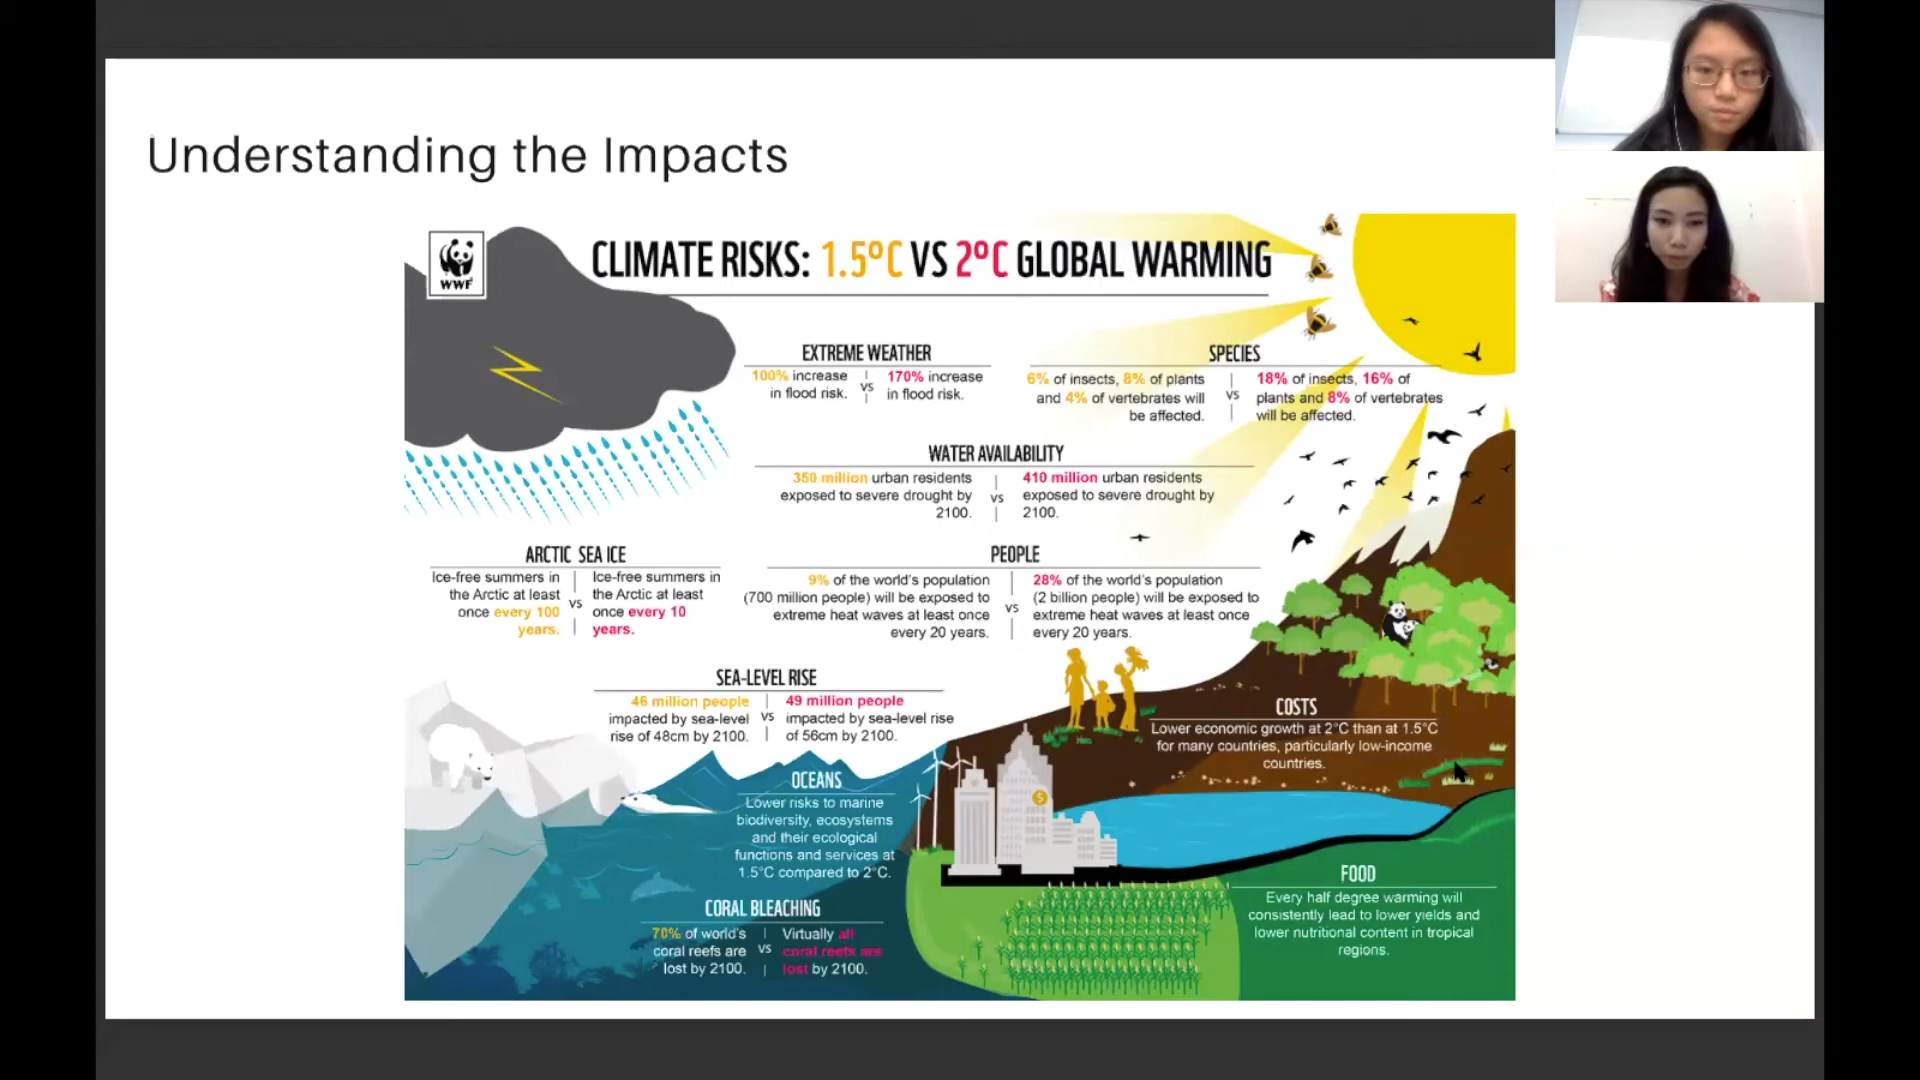 Understanding the Impacts
WWF
CLIMATE RISKS: 1.5ºC VS 2ºC GLOBAL WARMING
EXTREME WEATHER
100% increase
in flood risk.
vs
170% increase
in flood risk.
SPECIES
6% of insects, 8% of plants
and 4% of vertebrates will
be affected.
vs
18% of insects, 16% of
plants and 8% of vertebrates
will be affected.
WATER AVAILABILITY
350 million urban residents
exposed to severe drought by
2100.
vs
410 million urban residents
exposed to severe drought by
2100.
ARCTIC SEA ICE
Ice-free summers in
the Arctic at least
once every 100
years.
vs
Ice-free summers in
the Arctic at least
once every 10
years.
PEOPLE
9% of the world's population
(700 million people) will be exposed to
extreme heat waves at least once
every 20 years.
vs
28% of the world's population
(2 billion people) will be exposed to
extreme heat waves at least once
every 20 years.
SEA-LEVEL RISE
46 million people
impacted by sea-level
rise of 48cm by 2100.
vs
49 million people
impacted by sea-level rise
of 56cm by 2100.
COSTS
Lower economic growth at 2°C than at 1.5°C
for many countries, particularly low-income
countries.
OCEANS
Lower risks to marine
biodiversity, ecosystems
and their ecological
functions and services at
1.5°C compared to 2°C.
$
FOOD
Every half degree warming will
consistently lead to lower yields and
lower nutritional content in tropical
regions.
CORAL BLEACHING
70% of world's
coral reefs are
lost by 2100.
vs
Virtually all
coral reefs are
lost by 2100.